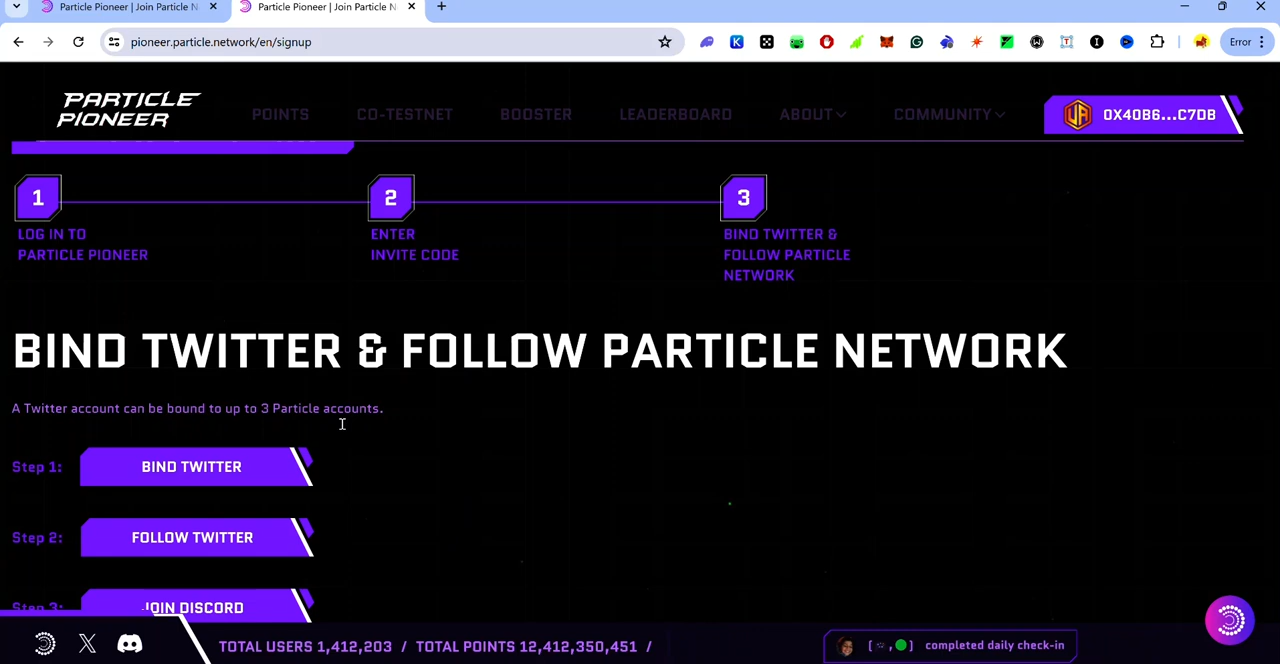 Particle Pioneer | Join Particle N
Particle Pioneer | Join Particle N
pioneer.particle.network/en/signup
Error
PARTICLE
PIONEER
POINTS
CO-TESTNET
BOOSTER
LEADERBOARD
ABOUT
COMMUNITY
0X40B6...C7DB
1
2
3
LOG IN TO
PARTICLE PIONEER
ENTER
INVITE CODE
BIND TWITTER &
FOLLOW PARTICLE
NETWORK
BIND TWITTER & FOLLOW PARTICLE NETWORK
A Twitter account can be bound to up to 3 Particle accounts.
Step 1:
BIND TWITTER
Step 2:
FOLLOW TWITTER
Step 3:
JOIN DISCORD
TOTAL USERS 1,412,203 / TOTAL POINTS 12,412,350,451 /
completed daily check-in